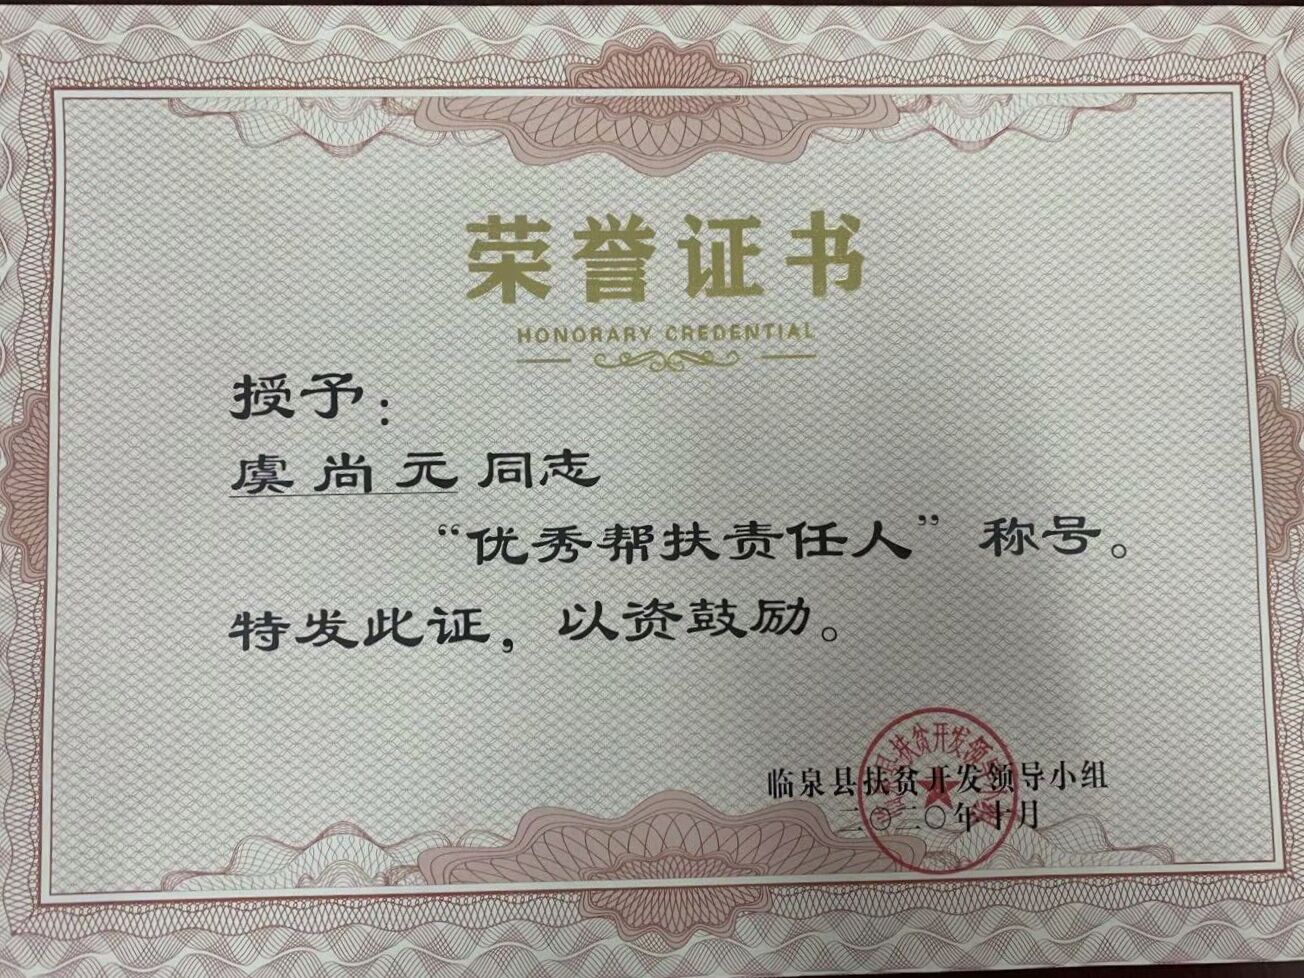 荣誉证书
HONORARY CREDENTIAL
授予:
虞尚元同志
“优秀帮扶责任人”称号。
特发此证，以资鼓励。
临泉县扶贫开发领导小组
二〇二〇年十月